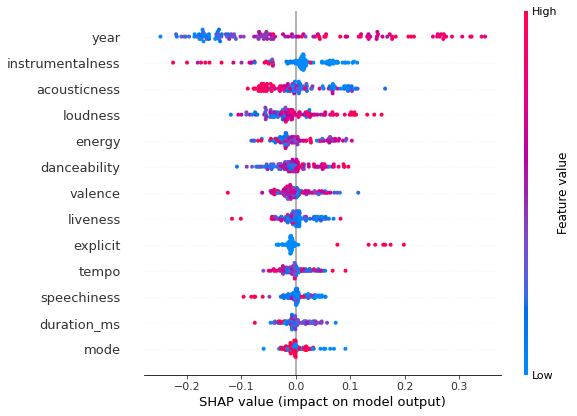 High
year
instrumentalness
acousticness
loudness
energy
danceability
valence
liveness
explicit
tempo
speechiness
duration_ms
mode
Feature value
Low
−0.2 −0.1 0.0 0.1 0.2 0.3
SHAP value (impact on model output)